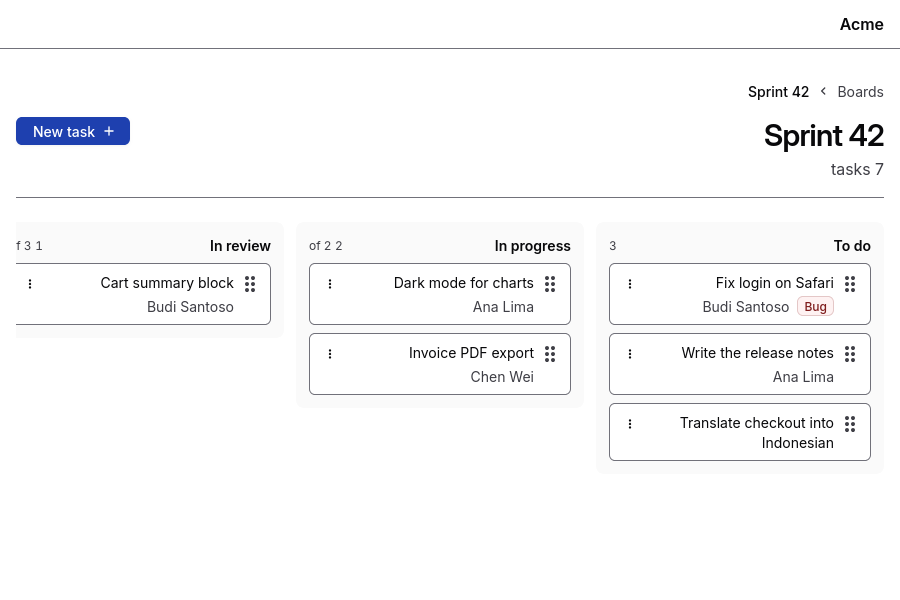 Acme
Boards
Sprint 42
Sprint 42
tasks 7
New task
To do
3
Fix login on Safari
Budi Santoso
Bug
Write the release notes
Ana Lima
Translate checkout into
Indonesian
In progress
of 2 2
Dark mode for charts
Ana Lima
Invoice PDF export
Chen Wei
In review
f 3 1
Cart summary block
Budi Santoso